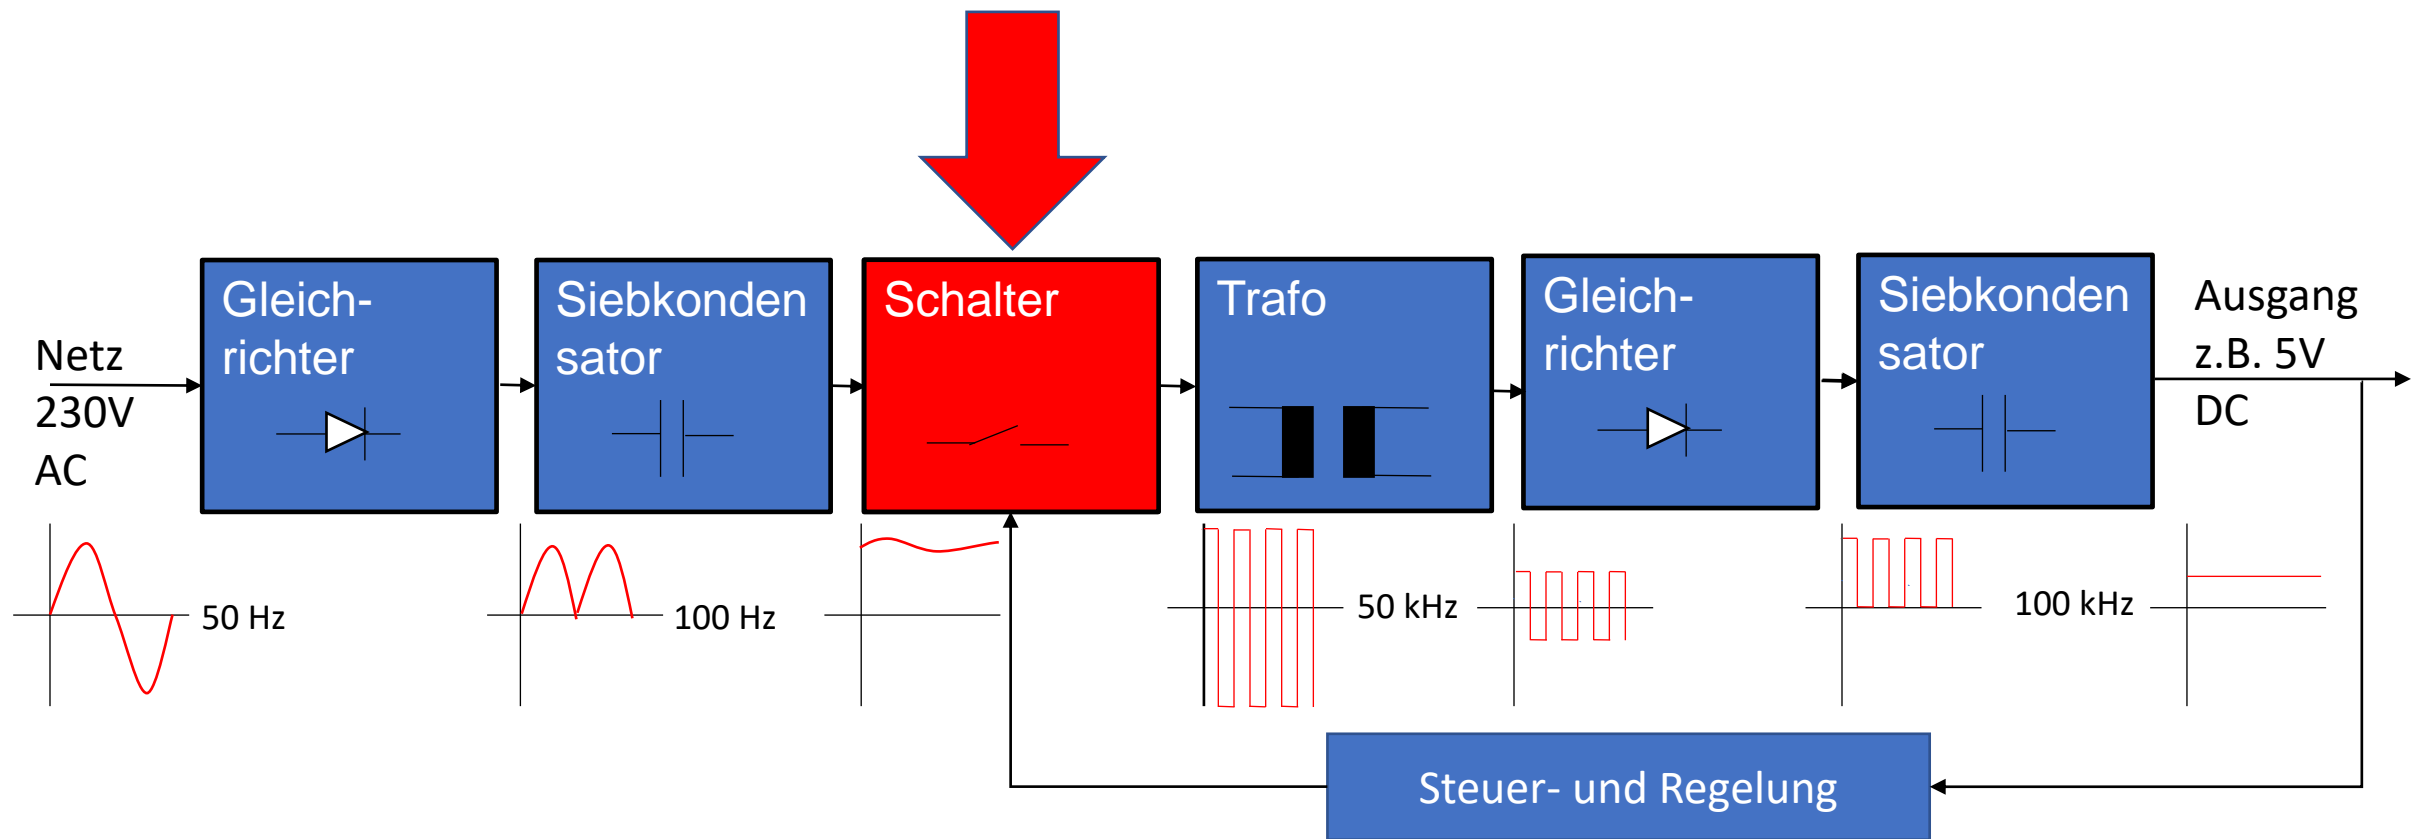 Netz
230V
AC
Gleich-
richter
Siebkonden
sator
Schalter
Trafo
Gleich-
richter
Siebkonden
sator
Ausgang
z.B. 5V
DC
50 Hz
100 Hz
50 kHz
100 kHz
Steuer- und Regelung